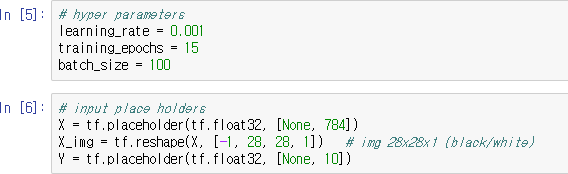 In [5]:
# hyper parameters
learning_rate = 0.001
training_epochs = 15
batch_size = 100
In [6]:
# input place holders
X = tf.placeholder(tf.float32, [None, 784])
X_img = tf.reshape(X, [-1, 28, 28, 1])   # img 28x28x1 (black/white)
Y = tf.placeholder(tf.float32, [None, 10])